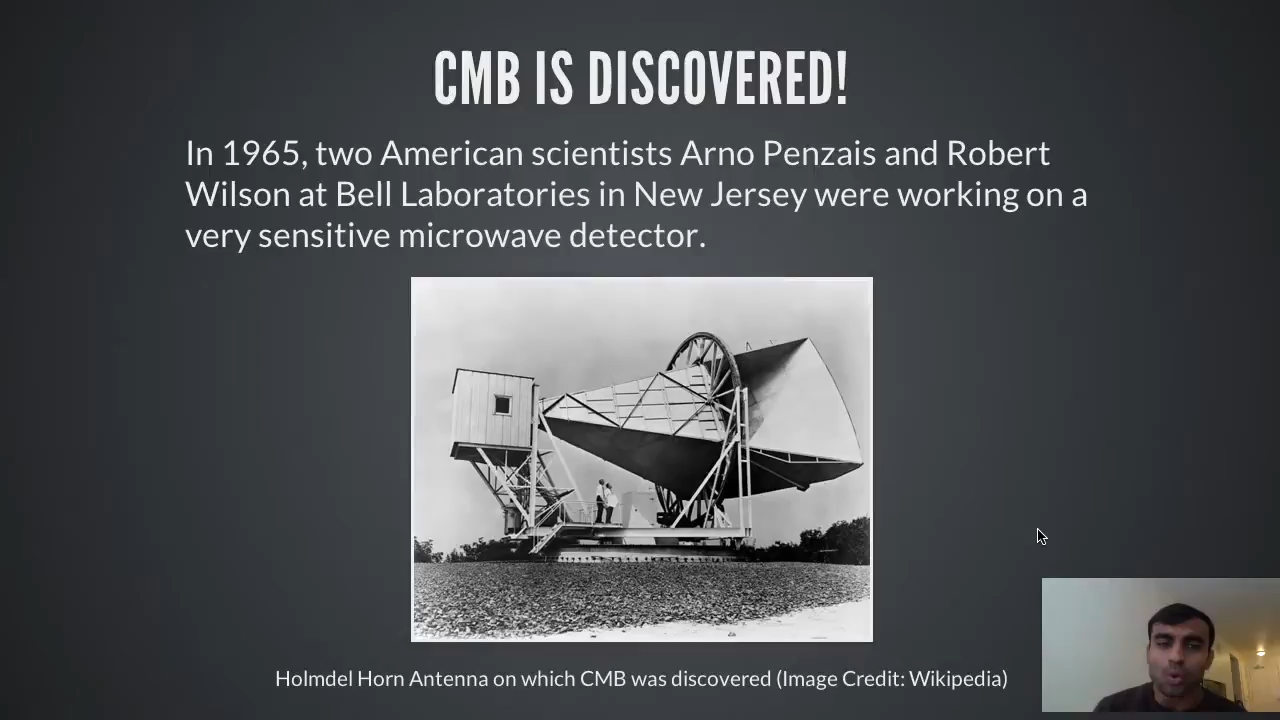 CMB IS DISCOVERED!
In 1965, two American scientists Arno Penzais and Robert
Wilson at Bell Laboratories in New Jersey were working on a
very sensitive microwave detector.
Holmdel Horn Antenna on which CMB was discovered (Image Credit: Wikipedia)